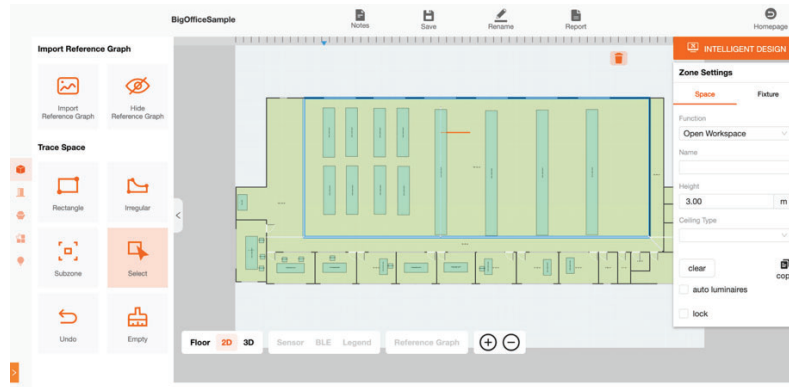 BigOfficeSample
Notes
Save
Rename
Report
Homepage
Import Reference Graph
Import
Reference Graph
Hide
Reference Graph
Trace Space
Rectangle
Irregular
Subzone
Select
Undo
Empty
Floor 2D 3D
Sensor BLE Legend
Reference Graph
INTELLIGENT DESIGN
Zone Settings
Space Fixture
Function
Open Workspace
Name
Height
3.00 m
Ceiling Type
clear
cop
auto luminaires
lock